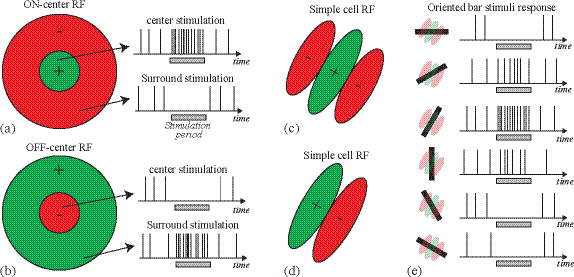 ON-center RF
-
+
center stimulation
time
Surround stimulation
time
Stimulation
period
(a)
OFF-center RF
+
-
center stimulation
time
Surround stimulation
time
(b)
Simple cell RF
-
+
-
(c)
Simple cell RF
+
-
(d)
Oriented bar stimuli response
time
time
time
time
time
time
(e)